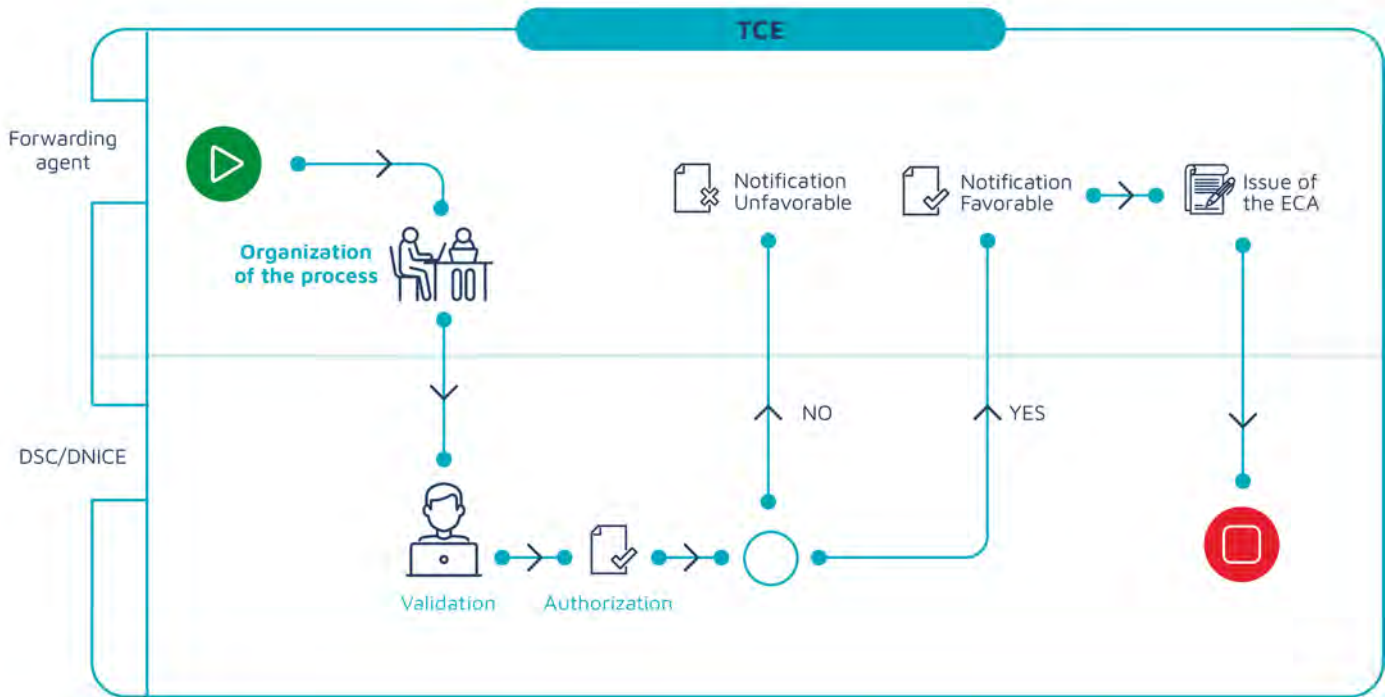 TCE
Forwarding
agent
Organization
of the process
Notification
Unfavorable
Notification
Favorable
Issue of
the ECA
NO
YES
DSC/DNICE
Validation
Authorization